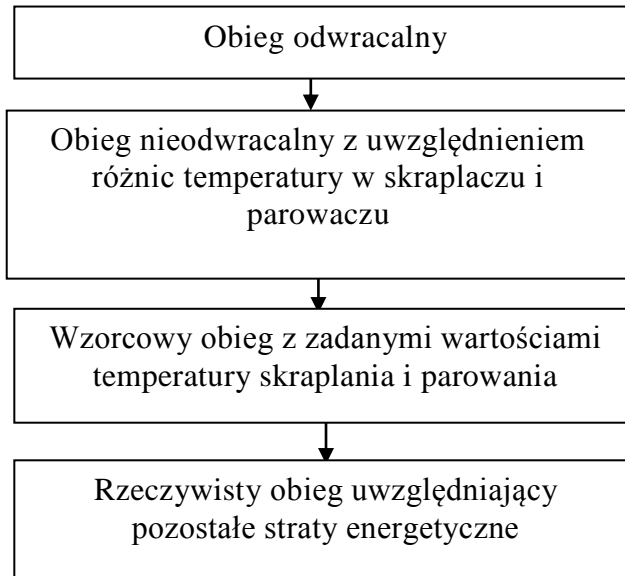 Obieg odwracalny
Obieg nieodwracalny z uwzględnieniem
różnic temperatury w skraplaczu i
parowaczu
Wzorcowy obieg z zadanymi wartościami
temperatury skraplania i parowania
Rzeczywisty obieg uwzględniający
pozostałe straty energetyczne